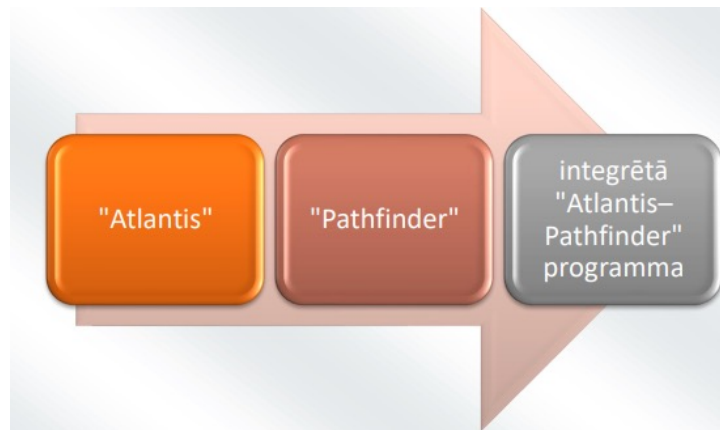 "Atlantis"
"Pathfinder"
integrētā
"Atlantis–
Pathfinder"
programma